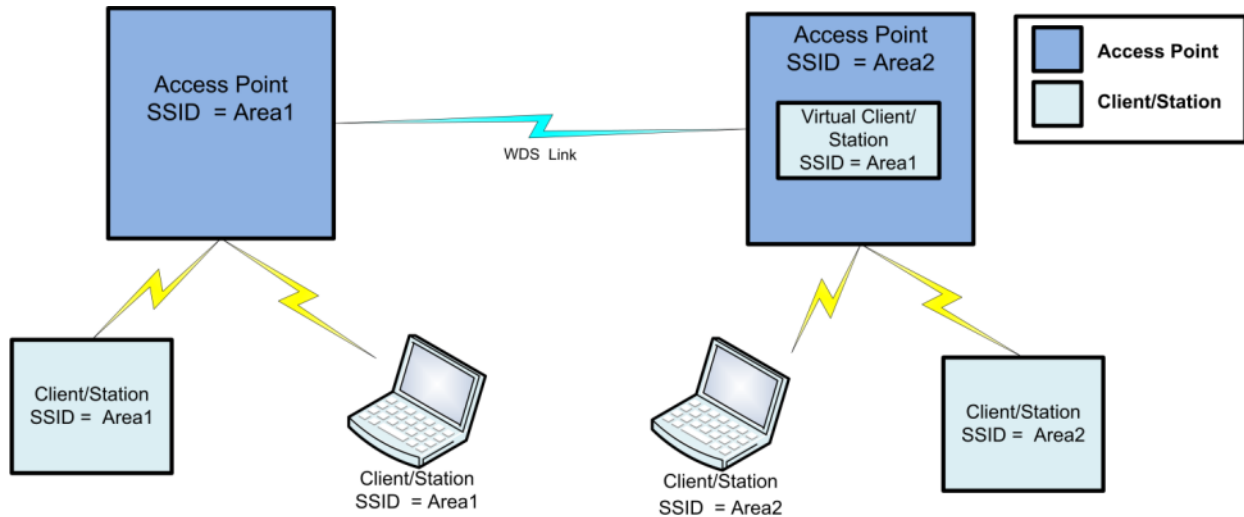 Access Point
SSID = Area1
WDS Link
Access Point
SSID = Area2
Virtual Client/
Station
SSID = Area1
Access Point
Client/Station
Client/Station
SSID = Area1
Client/Station
SSID = Area1
Client/Station
SSID = Area2
Client/Station
SSID = Area2